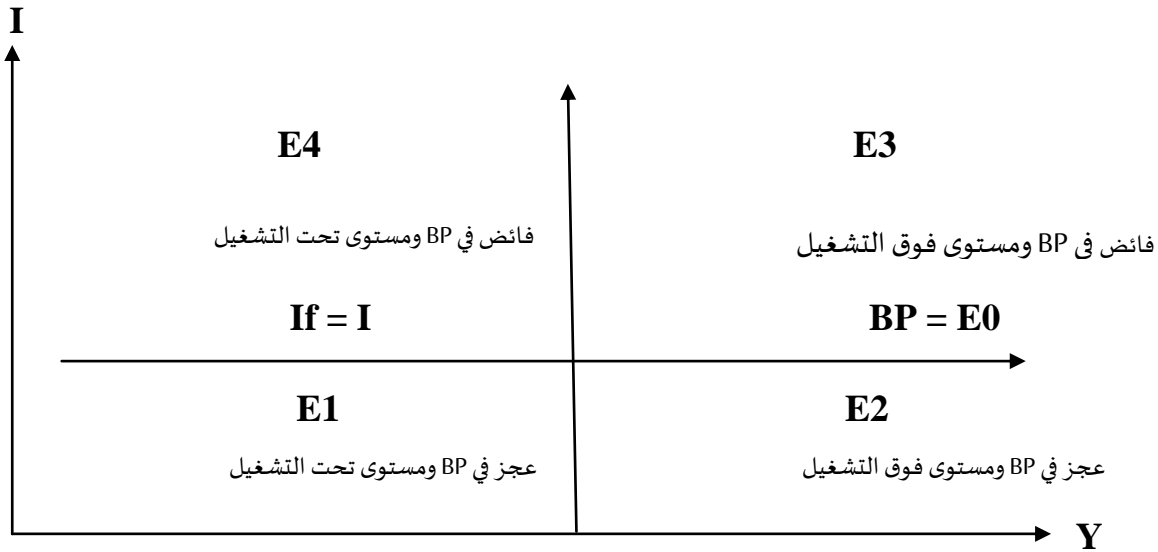 I
E4
E3
فائض في BP ومستوى تحت التشغيل
فائض فى BP ومستوى فوق التشغيل
If = I
BP = E0
E1
E2
عجز في BP ومستوى تحت التشغيل
عجز في BP ومستوى فوق التشغيل
Y